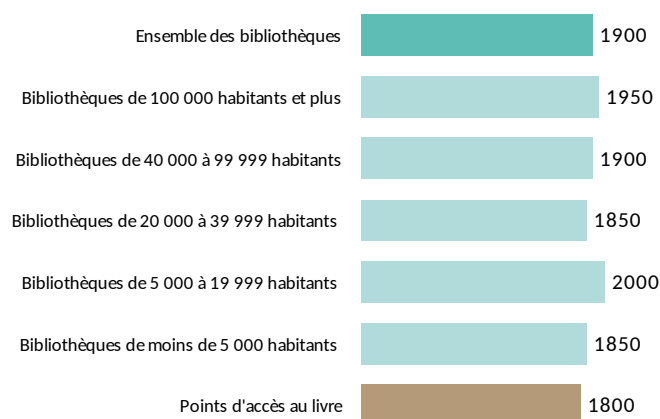 Ensemble des bibliothèques 1900
Bibliothèques de 100 000 habitants et plus 1950
Bibliothèques de 40 000 à 99 999 habitants 1900
Bibliothèques de 20 000 à 39 999 habitants 1850
Bibliothèques de 5 000 à 19 999 habitants 2000
Bibliothèques de moins de 5 000 habitants 1850
Points d'accès au livre 1800